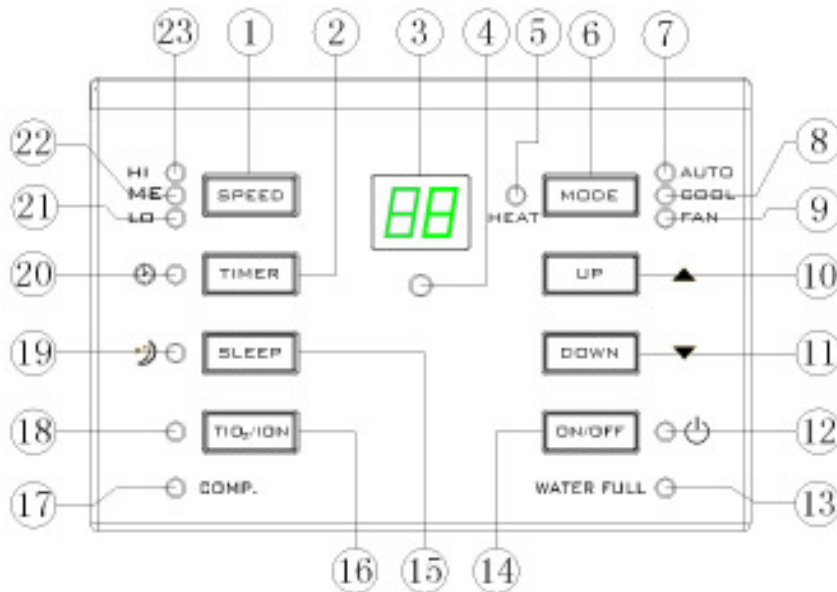 23 1 2 3 4 5 6 7
22 HI AUTO 8
ME SPEED 88 MODE COOL
21 LO HEAT FAN 9
20 TIMER UP 10
19 SLEEP DOWN 11
18 TIO₂/ION ON/OFF 12
17 COMP. WATER FULL 13
16 15 14